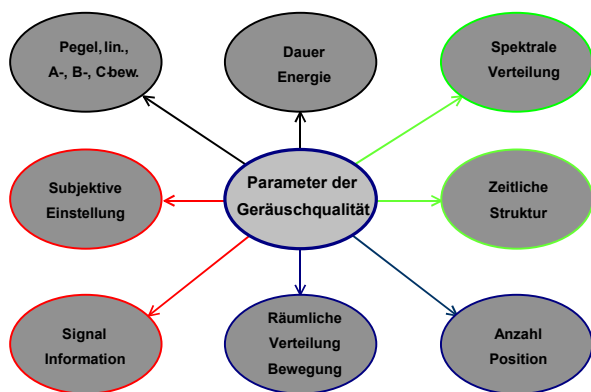 Pegel, lin.,
A-, B-, C-bew.
Dauer
Energie
Spektrale
Verteilung
Subjektive
Einstellung
Parameter der
Geräuschqualität
Zeitliche
Struktur
Signal
Information
Räumliche
Verteilung
Bewegung
Anzahl
Position